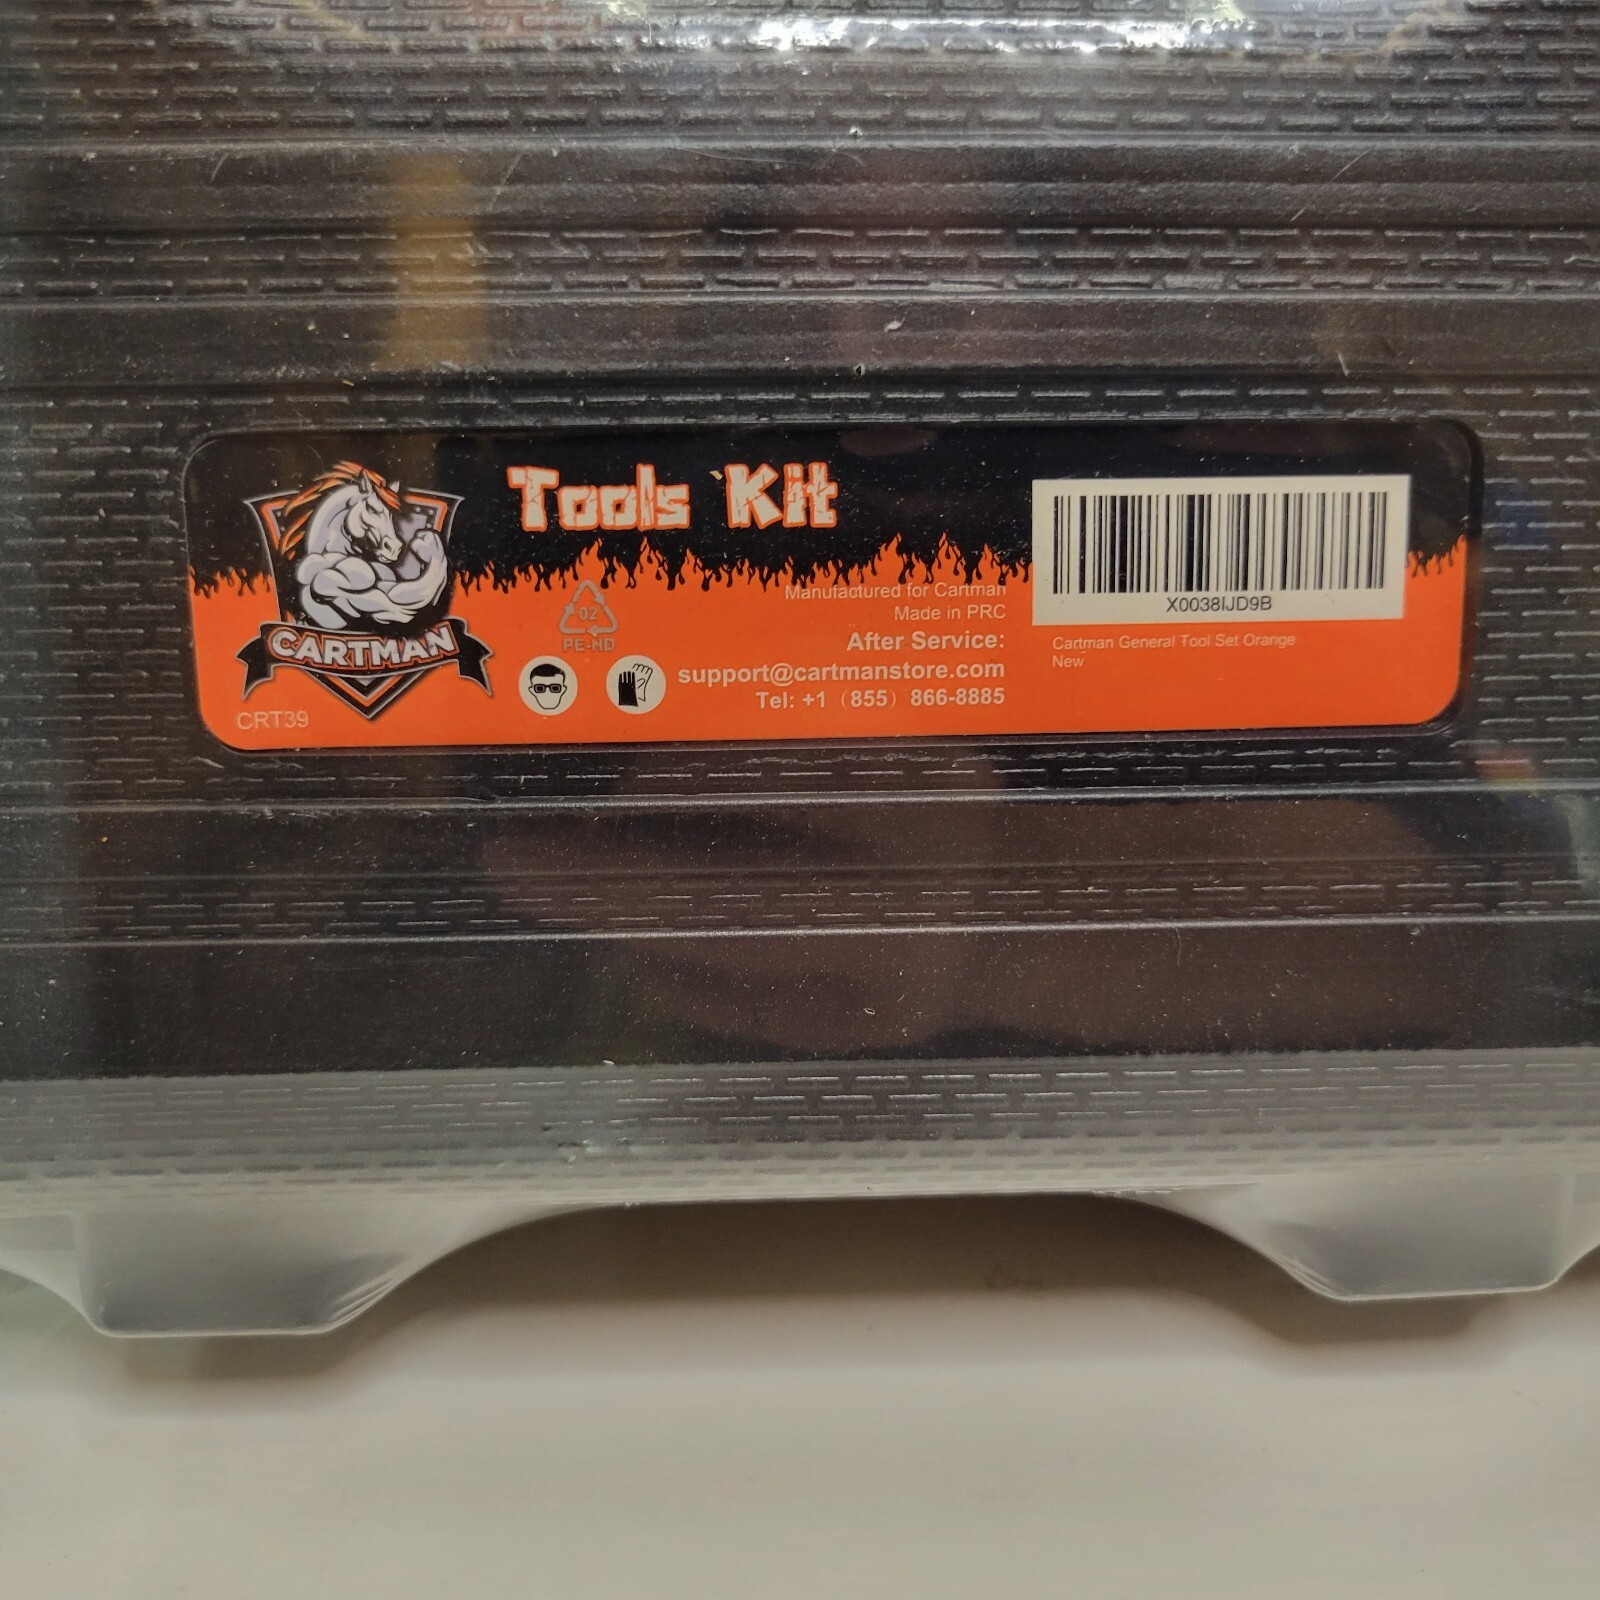 Tools Kit
CARTMAN
CRT39
02
PE-HD
Manufactured for Cartman
Made in PRC
After Service:
support@cartmanstore.com
Tel: +1 (855) 866-8885
X0038IJD9B
Cartman General Tool Set Orange
New